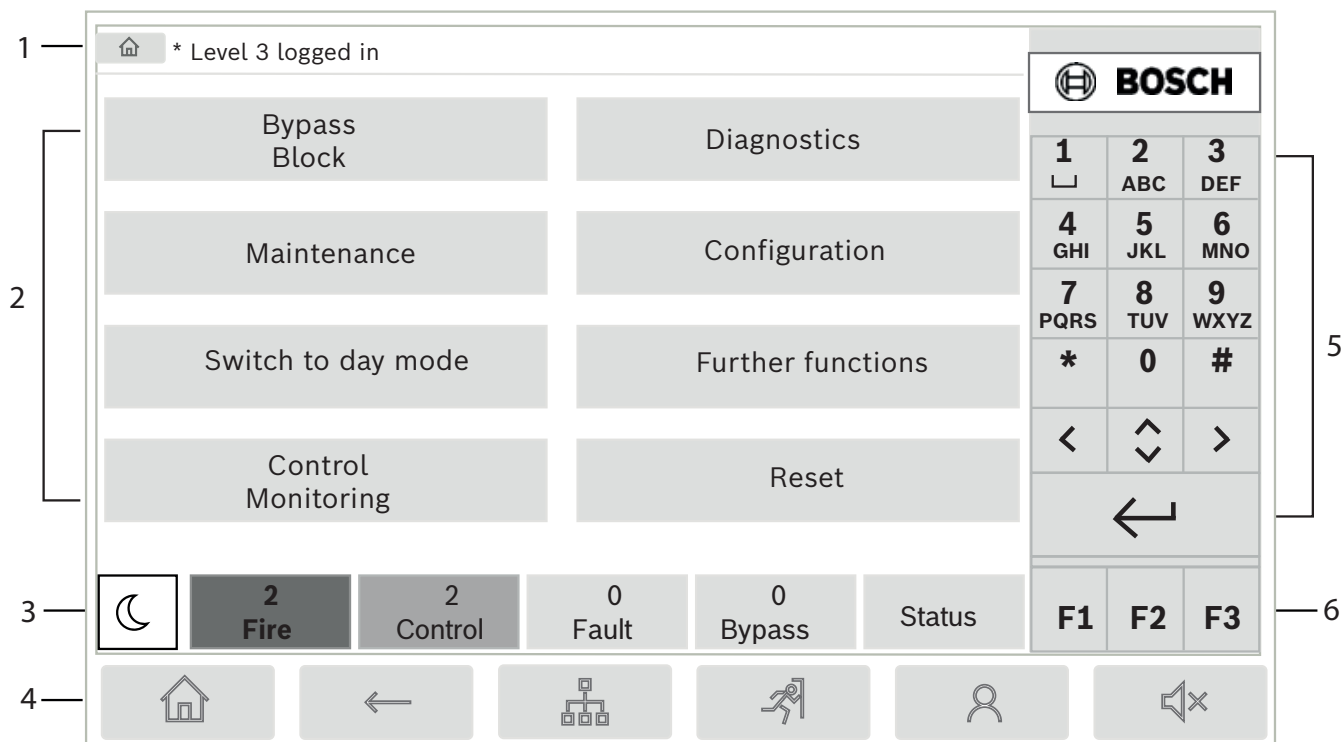 1
* Level 3 logged in
BOSCH
2
Bypass
Block
Diagnostics
Maintenance
Configuration
Switch to day mode
Further functions
Control
Monitoring
Reset
1 2 3
ABC DEF
4 5 6
GHI JKL MNO
7 8 9
PQRS TUV WXYZ
* 0 #
5
3
2
Fire
2
Control
0
Fault
0
Bypass
Status
F1 F2 F3
6
4